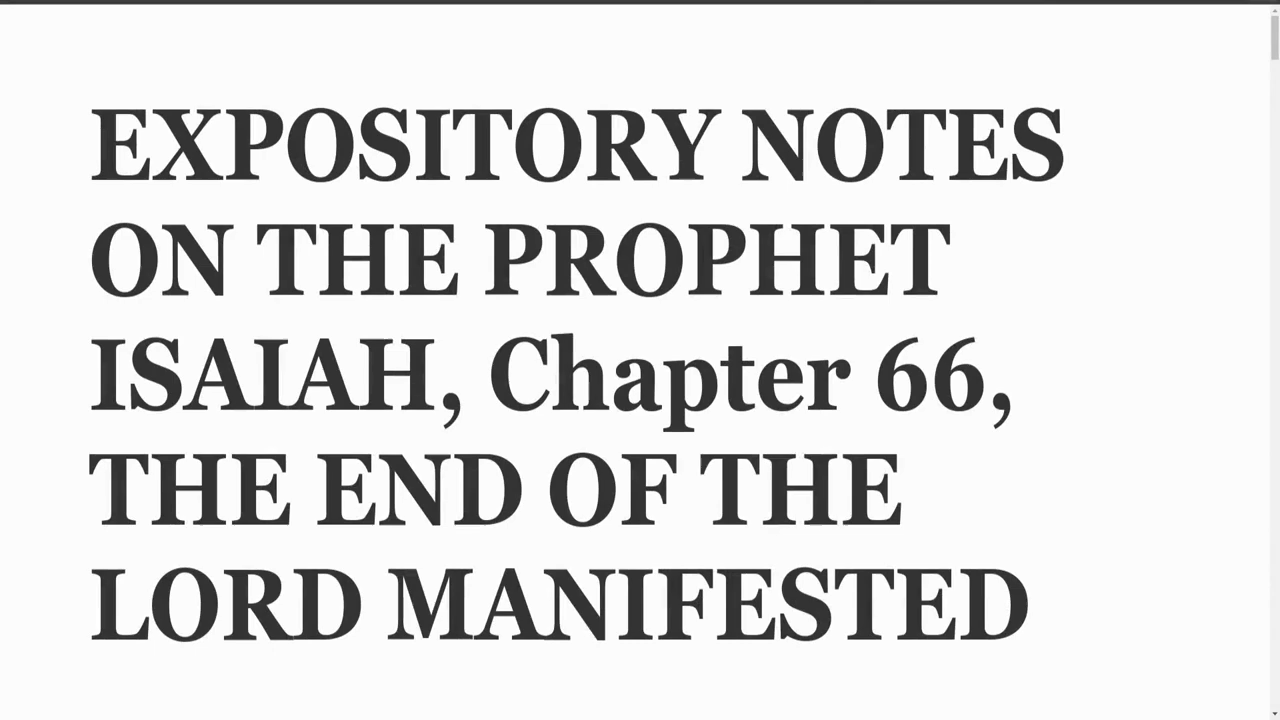 EXPOSITORY NOTES
ON THE PROPHET
ISAIAH, Chapter 66,
THE END OF THE
LORD MANIFESTED